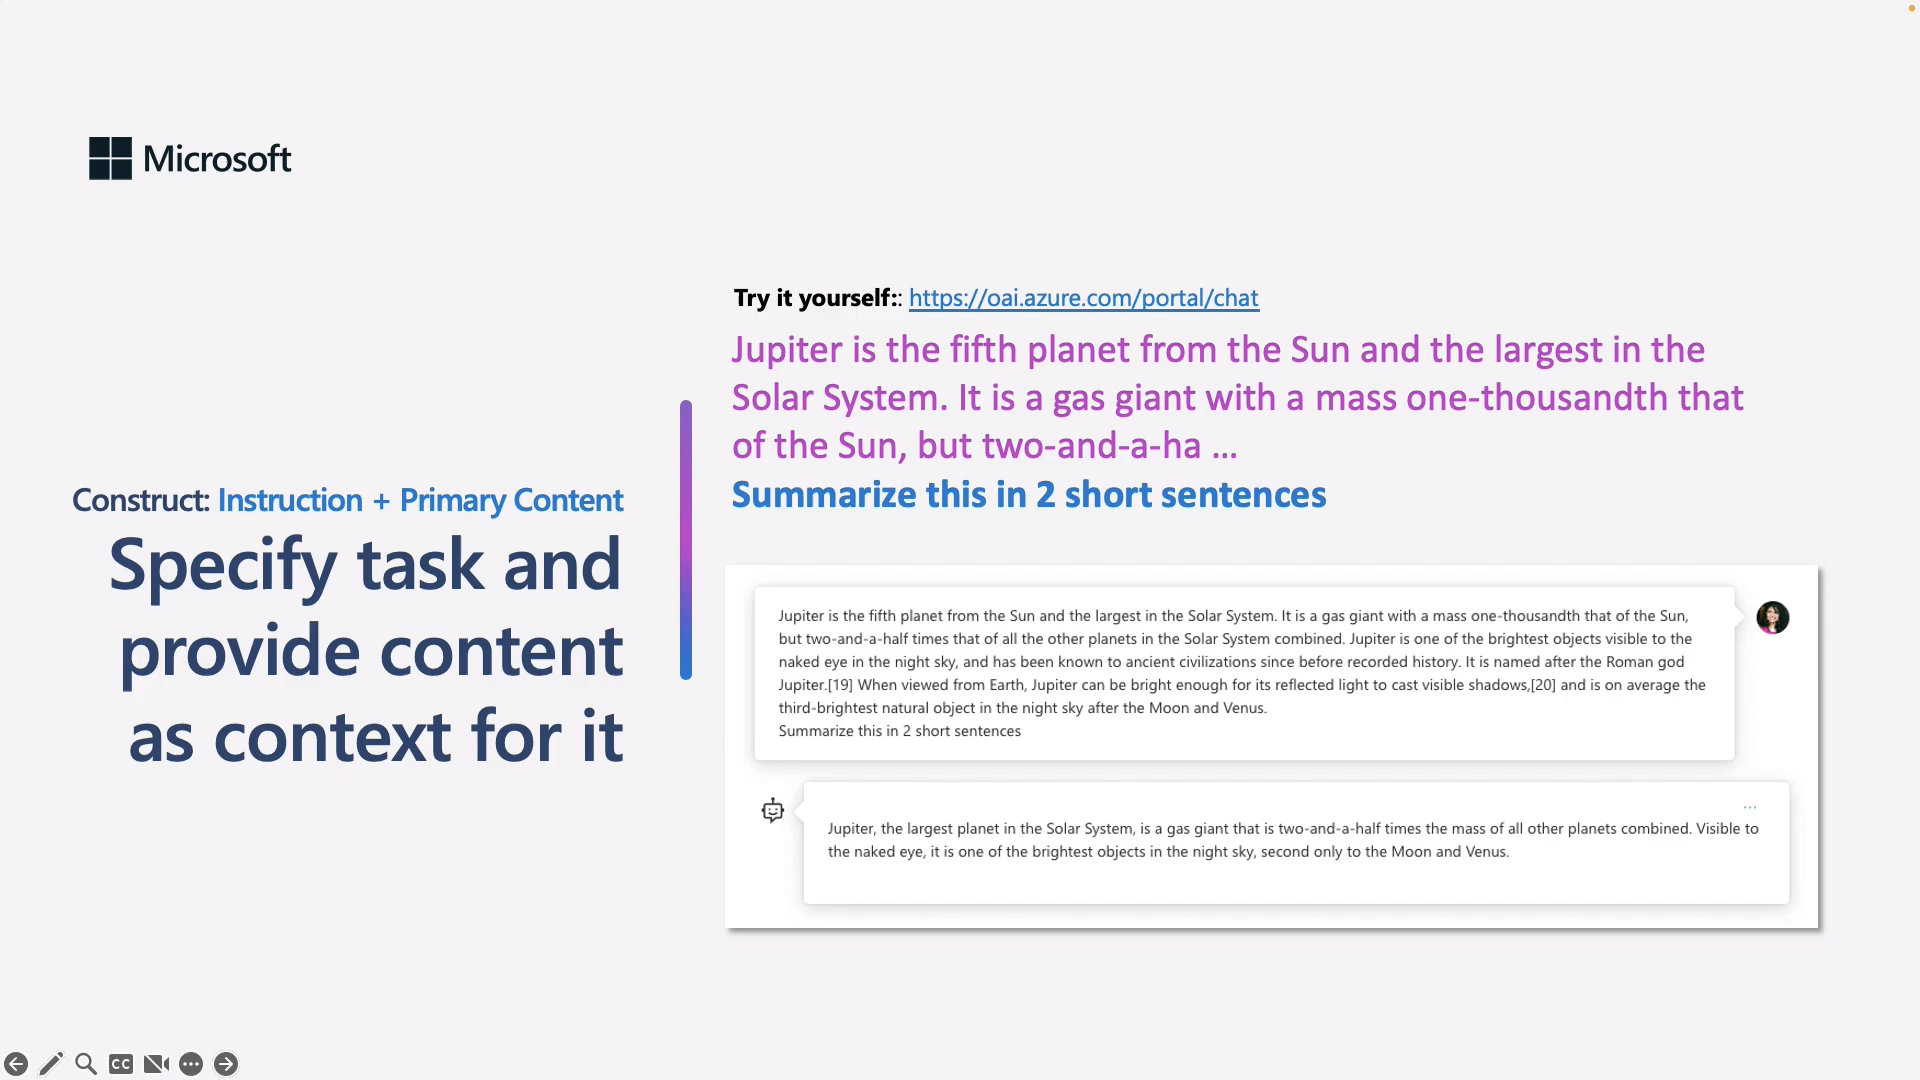 Microsoft
Construct: Instruction + Primary Content
Specify task and
provide content
as context for it
Try it yourself:: https://oai.azure.com/portal/chat
Jupiter is the fifth planet from the Sun and the largest in the
Solar System. It is a gas giant with a mass one-thousandth that
of the Sun, but two-and-a-ha ...
Summarize this in 2 short sentences
Jupiter is the fifth planet from the Sun and the largest in the Solar System. It is a gas giant with a mass one-thousandth that of the Sun,
but two-and-a-half times that of all the other planets in the Solar System combined. Jupiter is one of the brightest objects visible to the
naked eye in the night sky, and has been known to ancient civilizations since before recorded history. It is named after the Roman god
Jupiter.[19] When viewed from Earth, Jupiter can be bright enough for its reflected light to cast visible shadows,[20] and is on average the
third-brightest natural object in the night sky after the Moon and Venus.
Summarize this in 2 short sentences
...
Jupiter, the largest planet in the Solar System, is a gas giant that is two-and-a-half times the mass of all other planets combined. Visible to
the naked eye, it is one of the brightest objects in the night sky, second only to the Moon and Venus.
CC